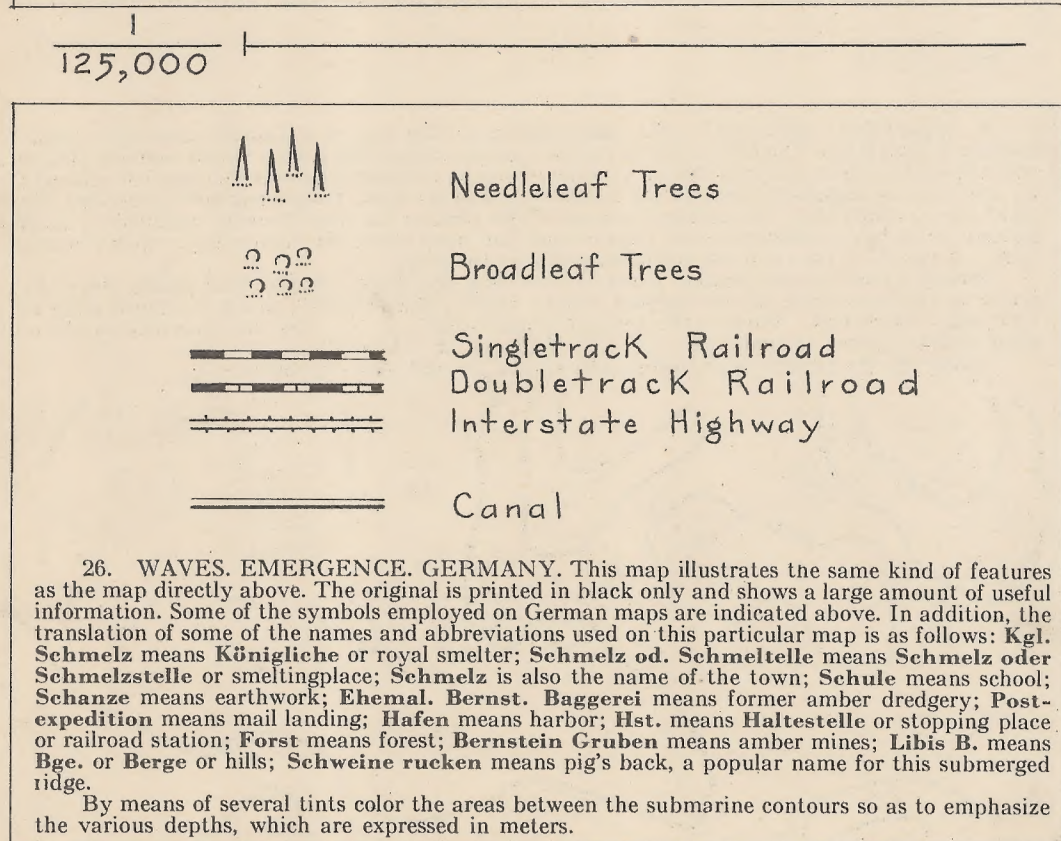 1
125,000
Needleleaf Trees
Broadleaf Trees
Singletrack Railroad
Doubletrack Railroad
Interstate Highway
Canal
26. WAVES. EMERGENCE. GERMANY. This map illustrates the same kind of features
as the map directly above. The original is printed in black only and shows a large amount of useful
information. Some of the symbols employed on German maps are indicated above. In addition, the
translation of some of the names and abbreviations used on this particular map is as follows: Kgl.
Schmelz means Königliche or royal smelter; Schmelz od. Schmeltelle means Schmelz oder
Schmelzstelle or smeltingplace; Schmelz is also the name of the town; Schule means school;
Schanze means earthwork; Ehemal. Bernst. Baggerei means former amber dredgery; Post-
expedition means mail landing; Hafen means harbor; Hst. means Haltestelle or stopping place
or railroad station; Forst means forest; Bernstein Gruben means amber mines; Libis B. means
Bge. or Berge or hills; Schweine rucken means pig's back, a popular name for this submerged
ridge.
By means of several tints color the areas between the submarine contours so as to emphasize
the various depths, which are expressed in meters.